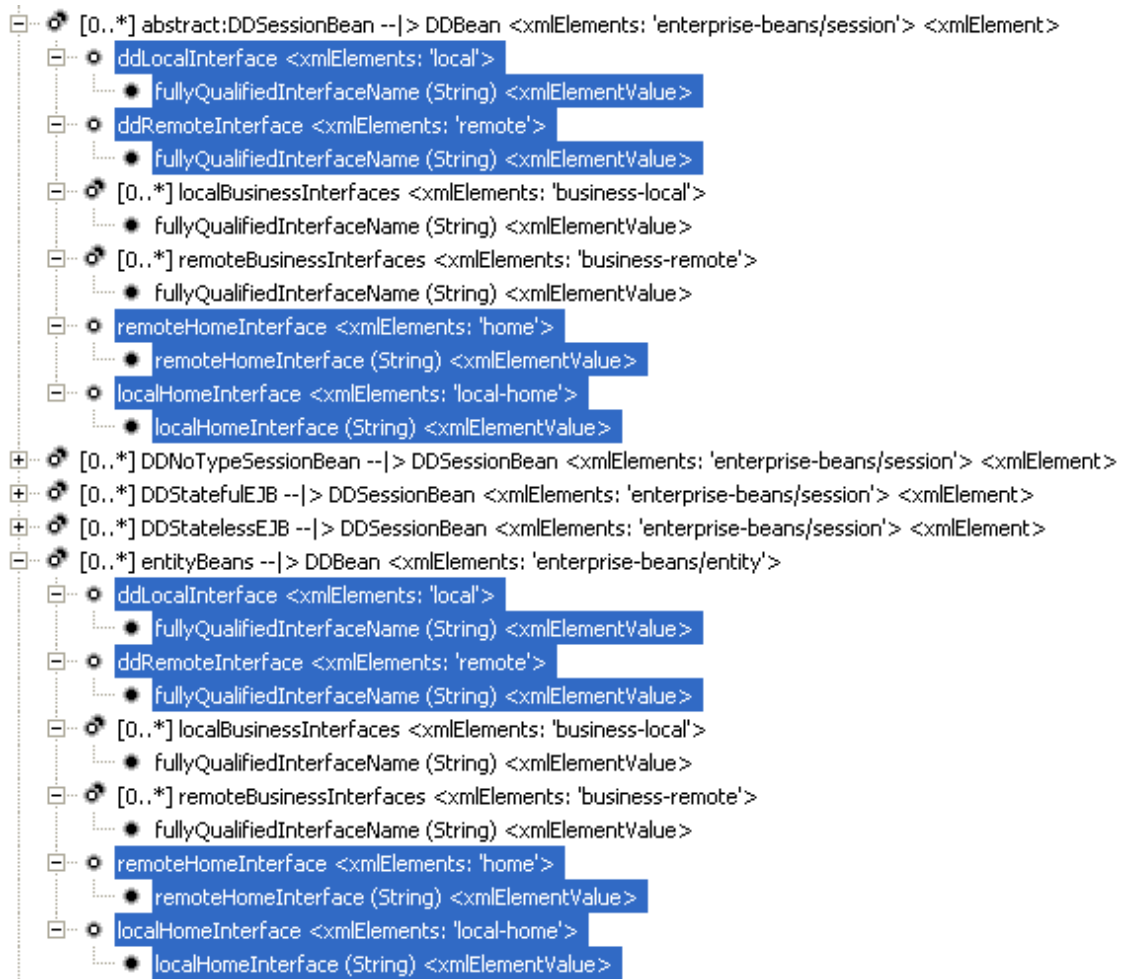 [0..*] abstract:DDSessionBean --|> DDBean <xmlElements: 'enterprise-beans/session'> <xmlElement>
ddLocalInterface <xmlElements: 'local'>
fullyQualifiedInterfaceName (String) <xmlElementValue>
ddRemoteInterface <xmlElements: 'remote'>
fullyQualifiedInterfaceName (String) <xmlElementValue>
[0..*] localBusinessInterfaces <xmlElements: 'business-local'>
fullyQualifiedInterfaceName (String) <xmlElementValue>
[0..*] remoteBusinessInterfaces <xmlElements: 'business-remote'>
fullyQualifiedInterfaceName (String) <xmlElementValue>
remoteHomeInterface <xmlElements: 'home'>
remoteHomeInterface (String) <xmlElementValue>
localHomeInterface <xmlElements: 'local-home'>
localHomeInterface (String) <xmlElementValue>
[0..*] DDNoTypeSessionBean --|> DDSessionBean <xmlElements: 'enterprise-beans/session'> <xmlElement>
[0..*] DDStatefulEJB --|> DDSessionBean <xmlElements: 'enterprise-beans/session'> <xmlElement>
[0..*] DDStatelessEJB --|> DDSessionBean <xmlElements: 'enterprise-beans/session'> <xmlElement>
[0..*] entityBeans --|> DDBean <xmlElements: 'enterprise-beans/entity'>
ddLocalInterface <xmlElements: 'local'>
fullyQualifiedInterfaceName (String) <xmlElementValue>
ddRemoteInterface <xmlElements: 'remote'>
fullyQualifiedInterfaceName (String) <xmlElementValue>
[0..*] localBusinessInterfaces <xmlElements: 'business-local'>
fullyQualifiedInterfaceName (String) <xmlElementValue>
[0..*] remoteBusinessInterfaces <xmlElements: 'business-remote'>
fullyQualifiedInterfaceName (String) <xmlElementValue>
remoteHomeInterface <xmlElements: 'home'>
remoteHomeInterface (String) <xmlElementValue>
localHomeInterface <xmlElements: 'local-home'>
localHomeInterface (String) <xmlElementValue>